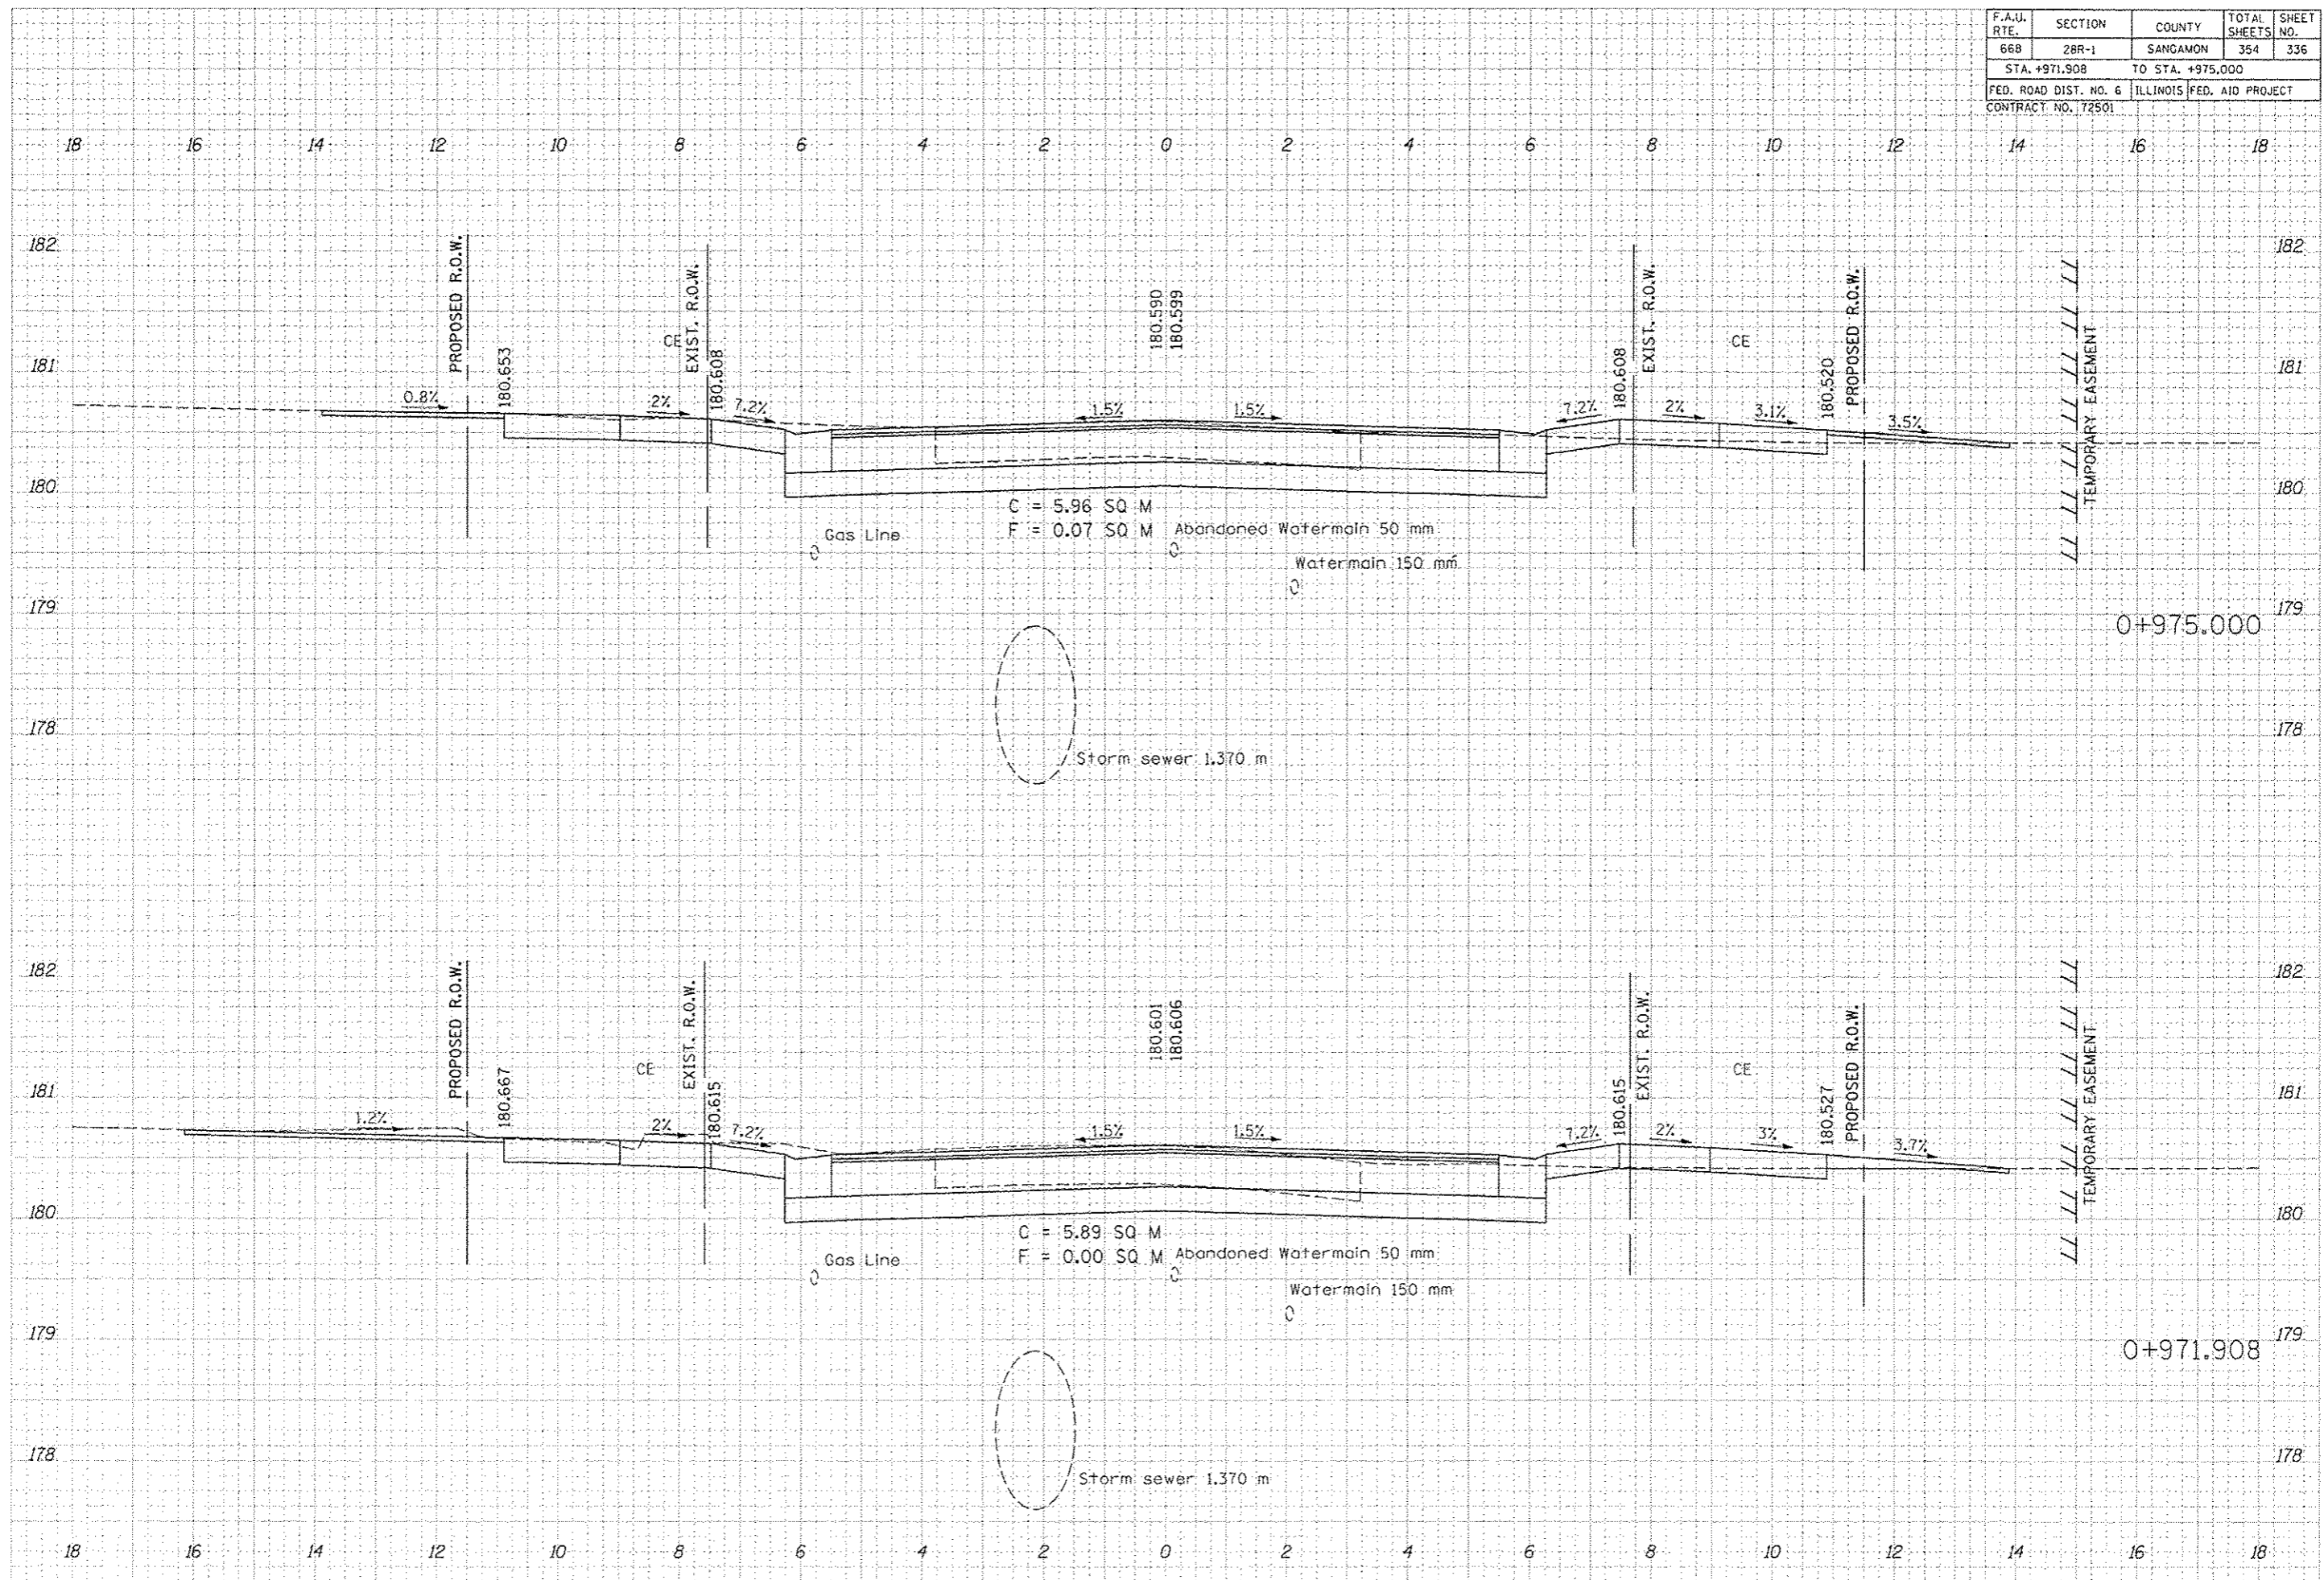 F.A.U. RTE. SECTION COUNTY TOTAL SHEETS SHEET NO.
668 28R-1 SANGAMON 354 336
STA. +971.908 TO STA. +975.000
FED. ROAD DIST. NO. 6 ILLINOIS FED. AID PROJECT
CONTRACT NO. 72501
18 16 14 12 10 8 6 4 2 0 2 4 6 8 10 12 14 16 18
182 182
PROPOSED R.O.W.
EXIST. R.O.W.
180.590
180.599
EXIST. R.O.W.
PROPOSED R.O.W.
TEMPORARY EASEMENT
CE CE
181 180.653 180.608 180.608 180.520 181
0.8% 2% 7.2% 1.5% 1.5% 7.2% 2% 3.1% 3.5%
180 180
C = 5.96 SQ M
F = 0.07 SQ M Abandoned Watermain 50 mm
Gas Line
Watermain 150 mm
179 179
0+975.000
178 178
Storm sewer 1.370 m
182 182
PROPOSED R.O.W.
EXIST. R.O.W.
180.601
180.606
EXIST. R.O.W.
PROPOSED R.O.W.
TEMPORARY EASEMENT
CE CE
181 180.667 180.615 180.615 180.527 181
1.2% 2% 7.2% 1.5% 1.5% 7.2% 2% 3% 3.7%
180 180
C = 5.89 SQ M
F = 0.00 SQ M Abandoned Watermain 50 mm
Gas Line
Watermain 150 mm
179 179
0+971.908
178 178
Storm sewer 1.370 m
18 16 14 12 10 8 6 4 2 0 2 4 6 8 10 12 14 16 18